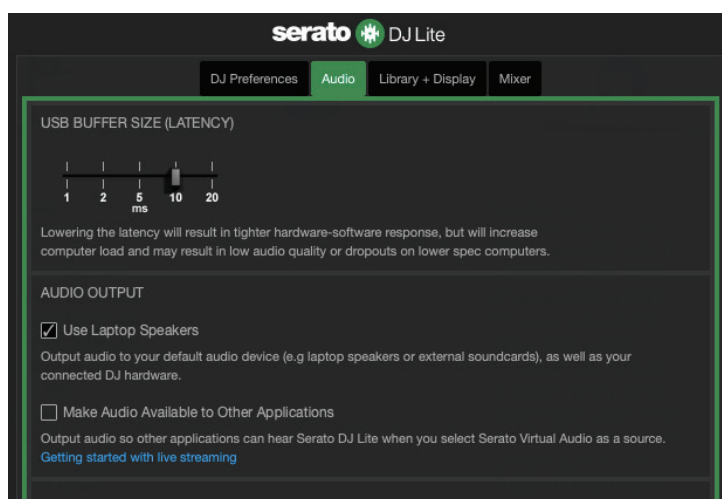 serato DJ Lite
DJ Preferences Audio Library + Display Mixer
USB BUFFER SIZE (LATENCY)
1 2 5 10 20
ms
Lowering the latency will result in tighter hardware-software response, but will increase
computer load and may result in low audio quality or dropouts on lower spec computers.
AUDIO OUTPUT
Use Laptop Speakers
Output audio to your default audio device (e.g laptop speakers or external soundcards), as well as your
connected DJ hardware.
Make Audio Available to Other Applications
Output audio so other applications can hear Serato DJ Lite when you select Serato Virtual Audio as a source.
Getting started with live streaming